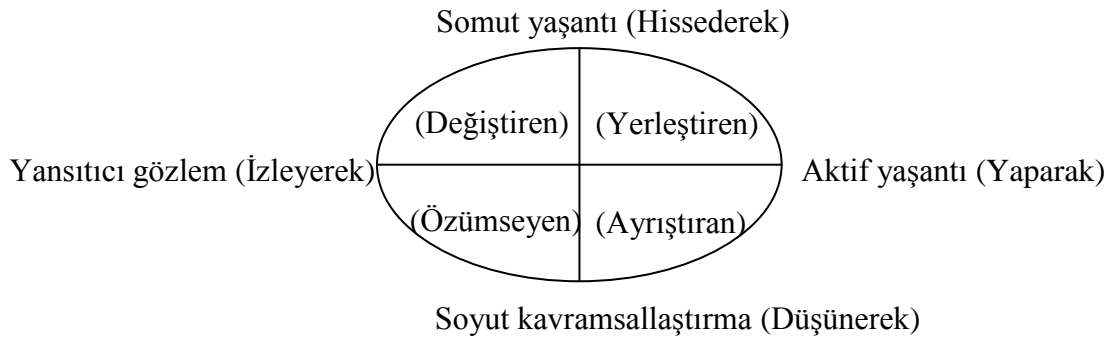 Somut yaşantı (Hissederek)
(Değiştiren) (Yerleştiren)
Yansıtıcı gözlem (İzleyerek) Aktif yaşantı (Yaparak)
(Özümseyen) (Ayrıştıran)
Soyut kavramsallaştırma (Düşünerek)